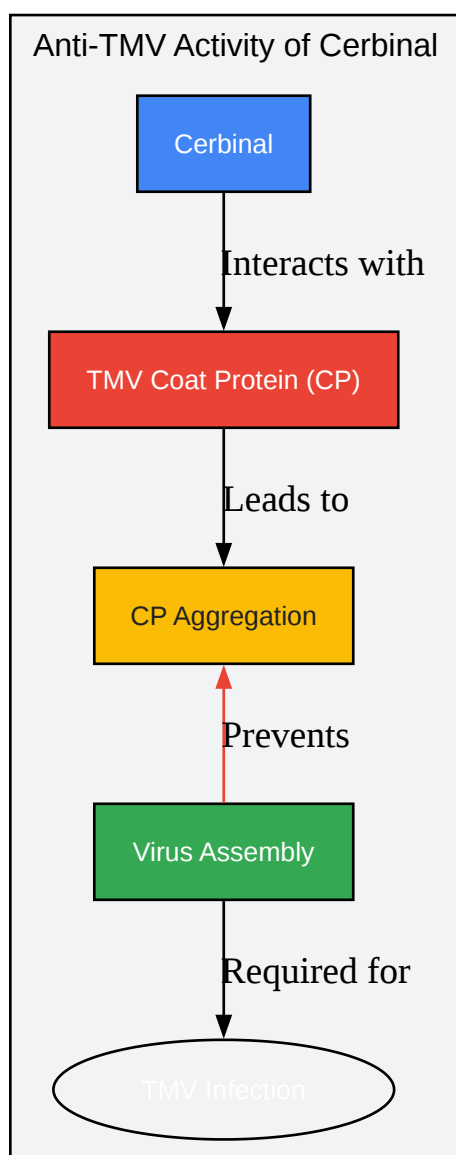 Anti-TMV Activity of Cerbinal
Cerbinal
Interacts with
TMV Coat Protein (CP)
Leads to
CP Aggregation
Prevents
Virus Assembly
Required for
TMV Infection